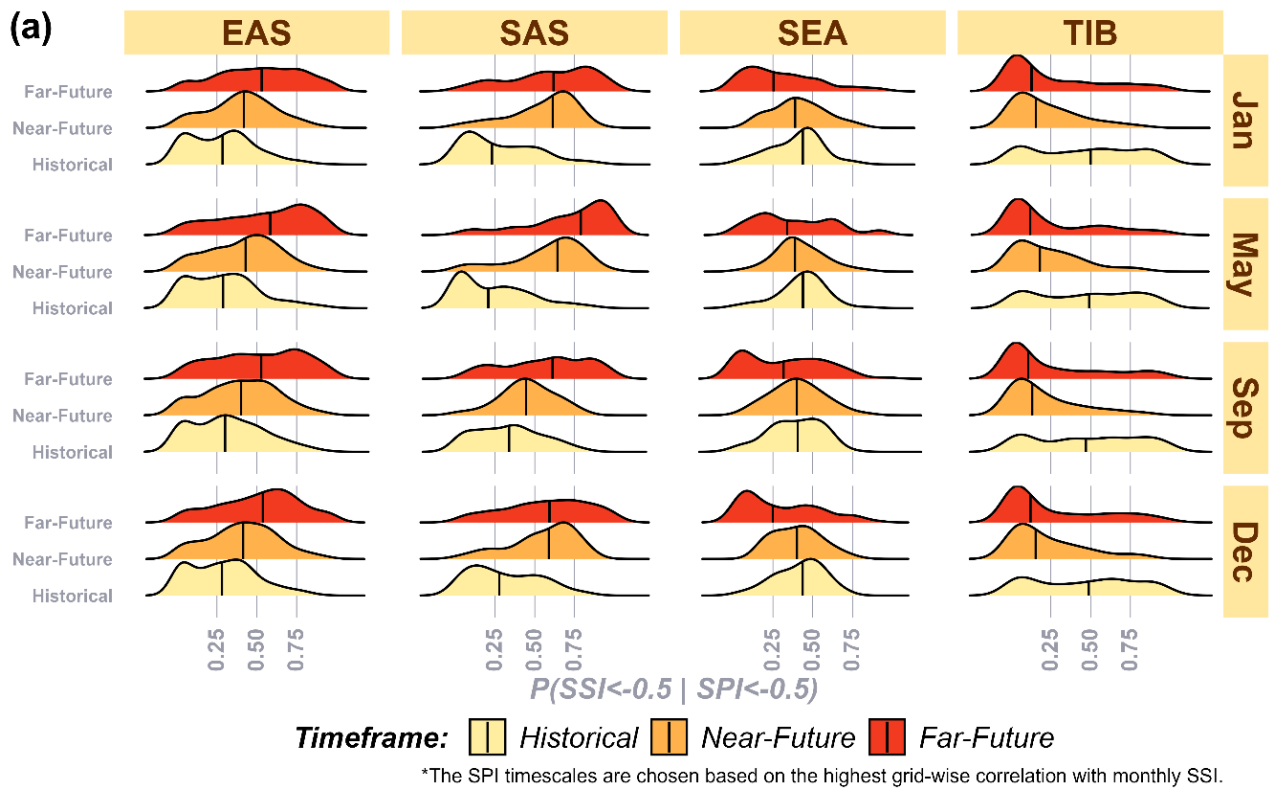 (a)
EAS SAS SEA TIB
Far-Future
Near-Future
Historical
Jan
Far-Future
Near-Future
Historical
May
Far-Future
Near-Future
Historical
Sep
Far-Future
Near-Future
Historical
Dec
0.25 0.50 0.75 0.25 0.50 0.75 0.25 0.50 0.75 0.25 0.50 0.75
P(SSI<-0.5 | SPI<-0.5)
Timeframe: Historical Near-Future Far-Future
*The SPI timescales are chosen based on the highest grid-wise correlation with monthly SSI.